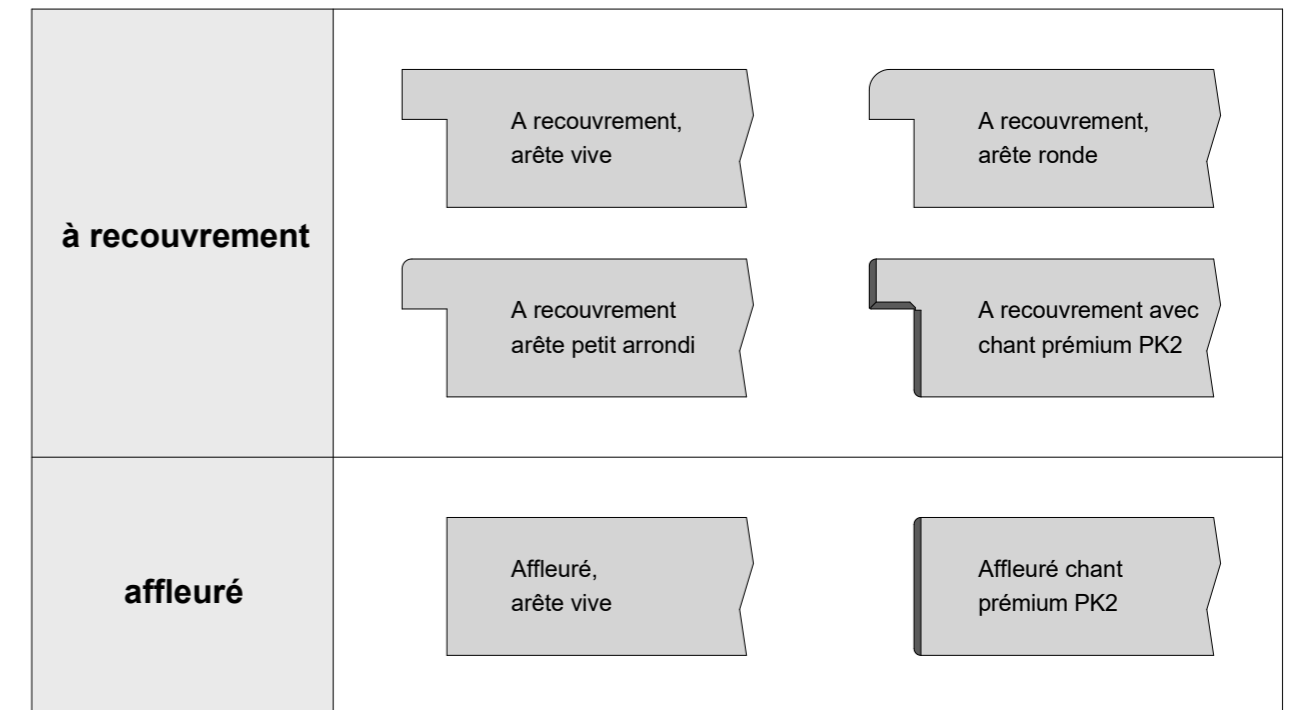 à recouvrement
A recouvrement,
arête vive
A recouvrement,
arête ronde
A recouvrement
arête petit arrondi
A recouvrement avec
chant prémium PK2
affleuré
Affleuré,
arête vive
Affleuré chant
prémium PK2